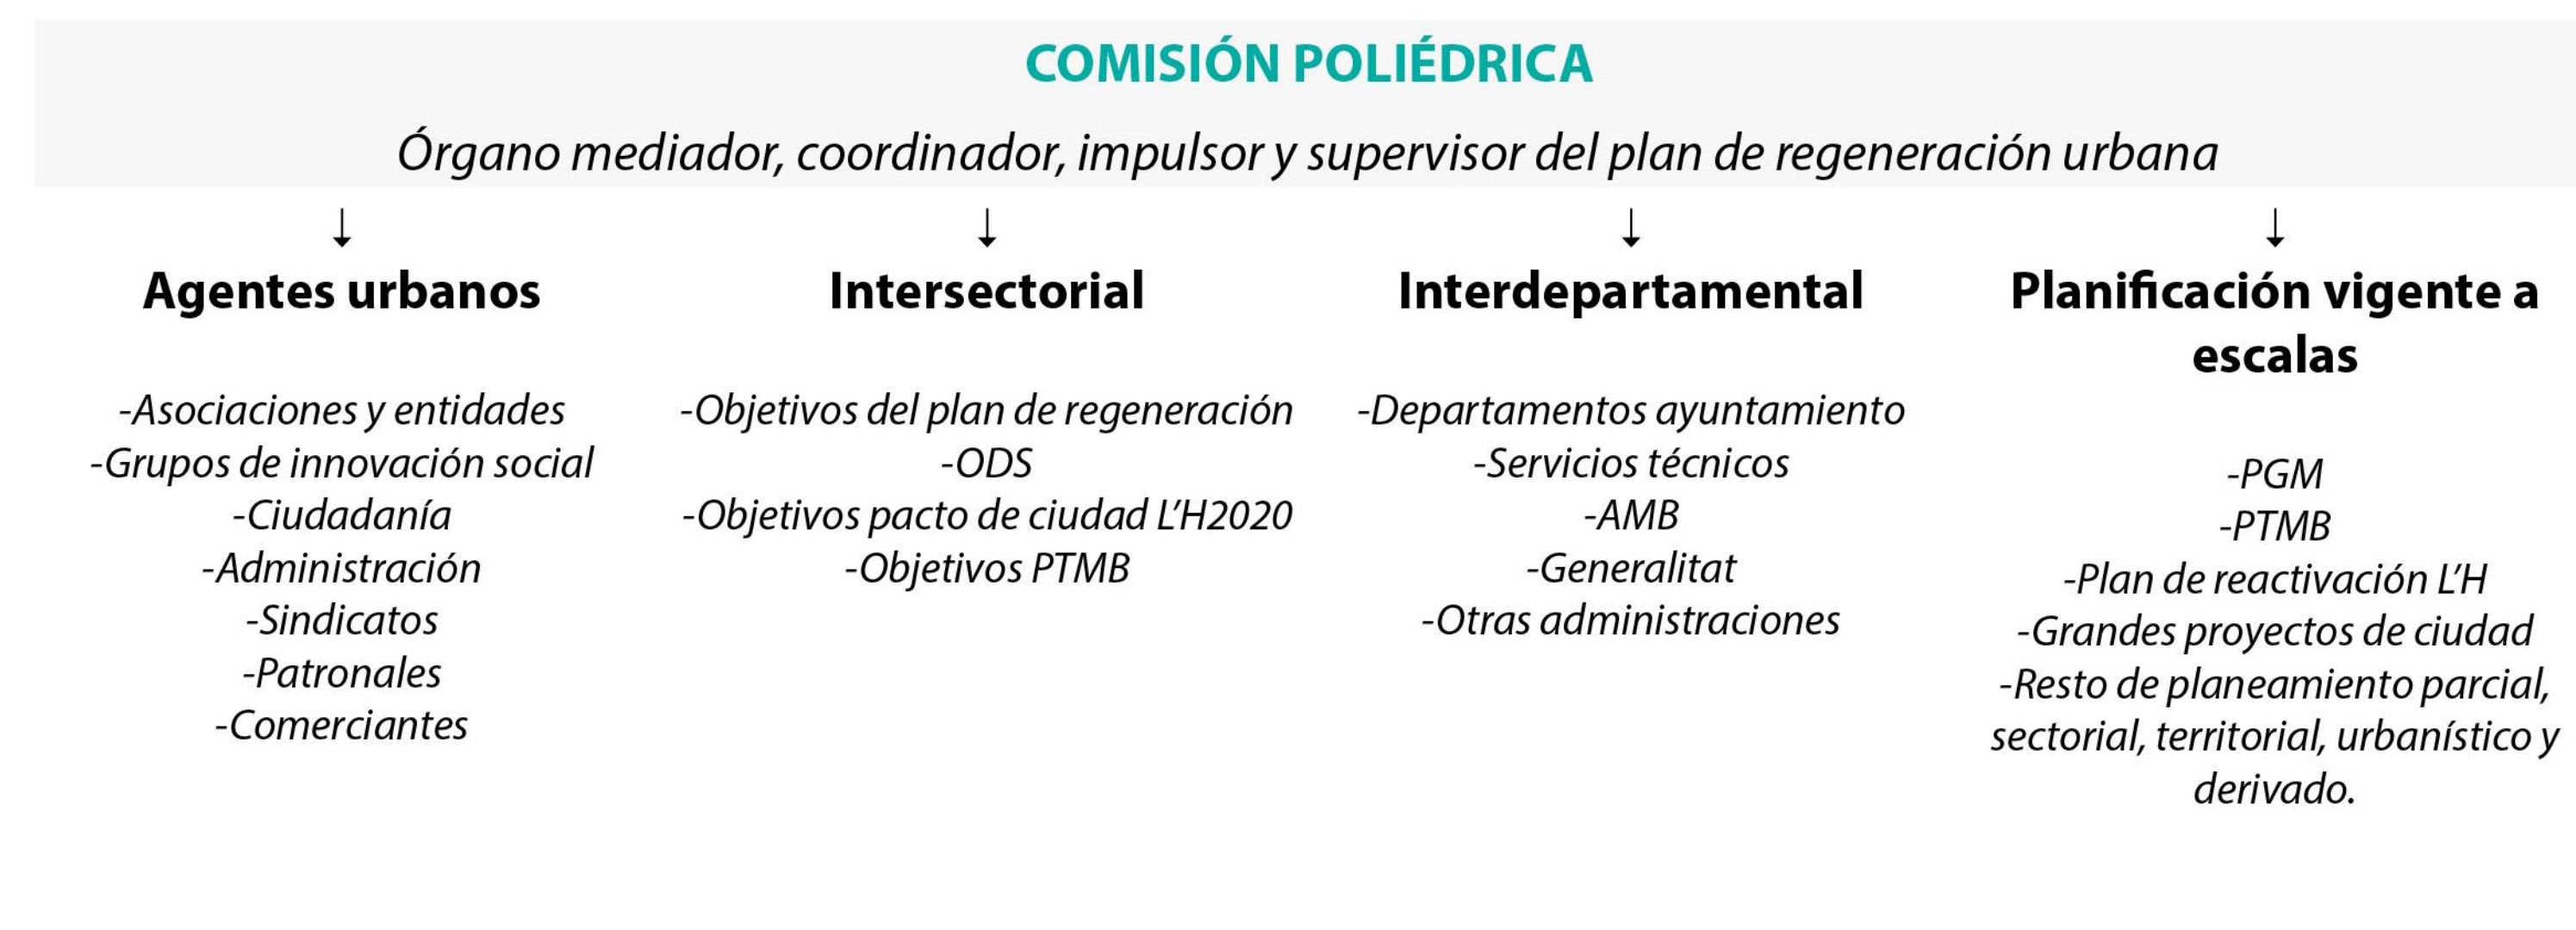 COMISIÓN POLIÉDRICA
Órgano mediador, coordinador, impulsor y supervisor del plan de regeneración urbana
Agentes urbanos
-Asociaciones y entidades
-Grupos de innovación social
-Ciudadanía
-Administración
-Sindicatos
-Patronales
-Comerciantes
Intersectorial
-Objetivos del plan de regeneración
-ODS
-Objetivos pacto de ciudad L’H2020
-Objetivos PTMB
Interdepartamental
-Departamentos ayuntamiento
-Servicios técnicos
-AMB
-Generalitat
-Otras administraciones
Planificación vigente a
escalas
-PGM
-PTMB
-Plan de reactivación L’H
-Grandes proyectos de ciudad
-Resto de planeamiento parcial,
sectorial, territorial, urbanístico y
derivado.